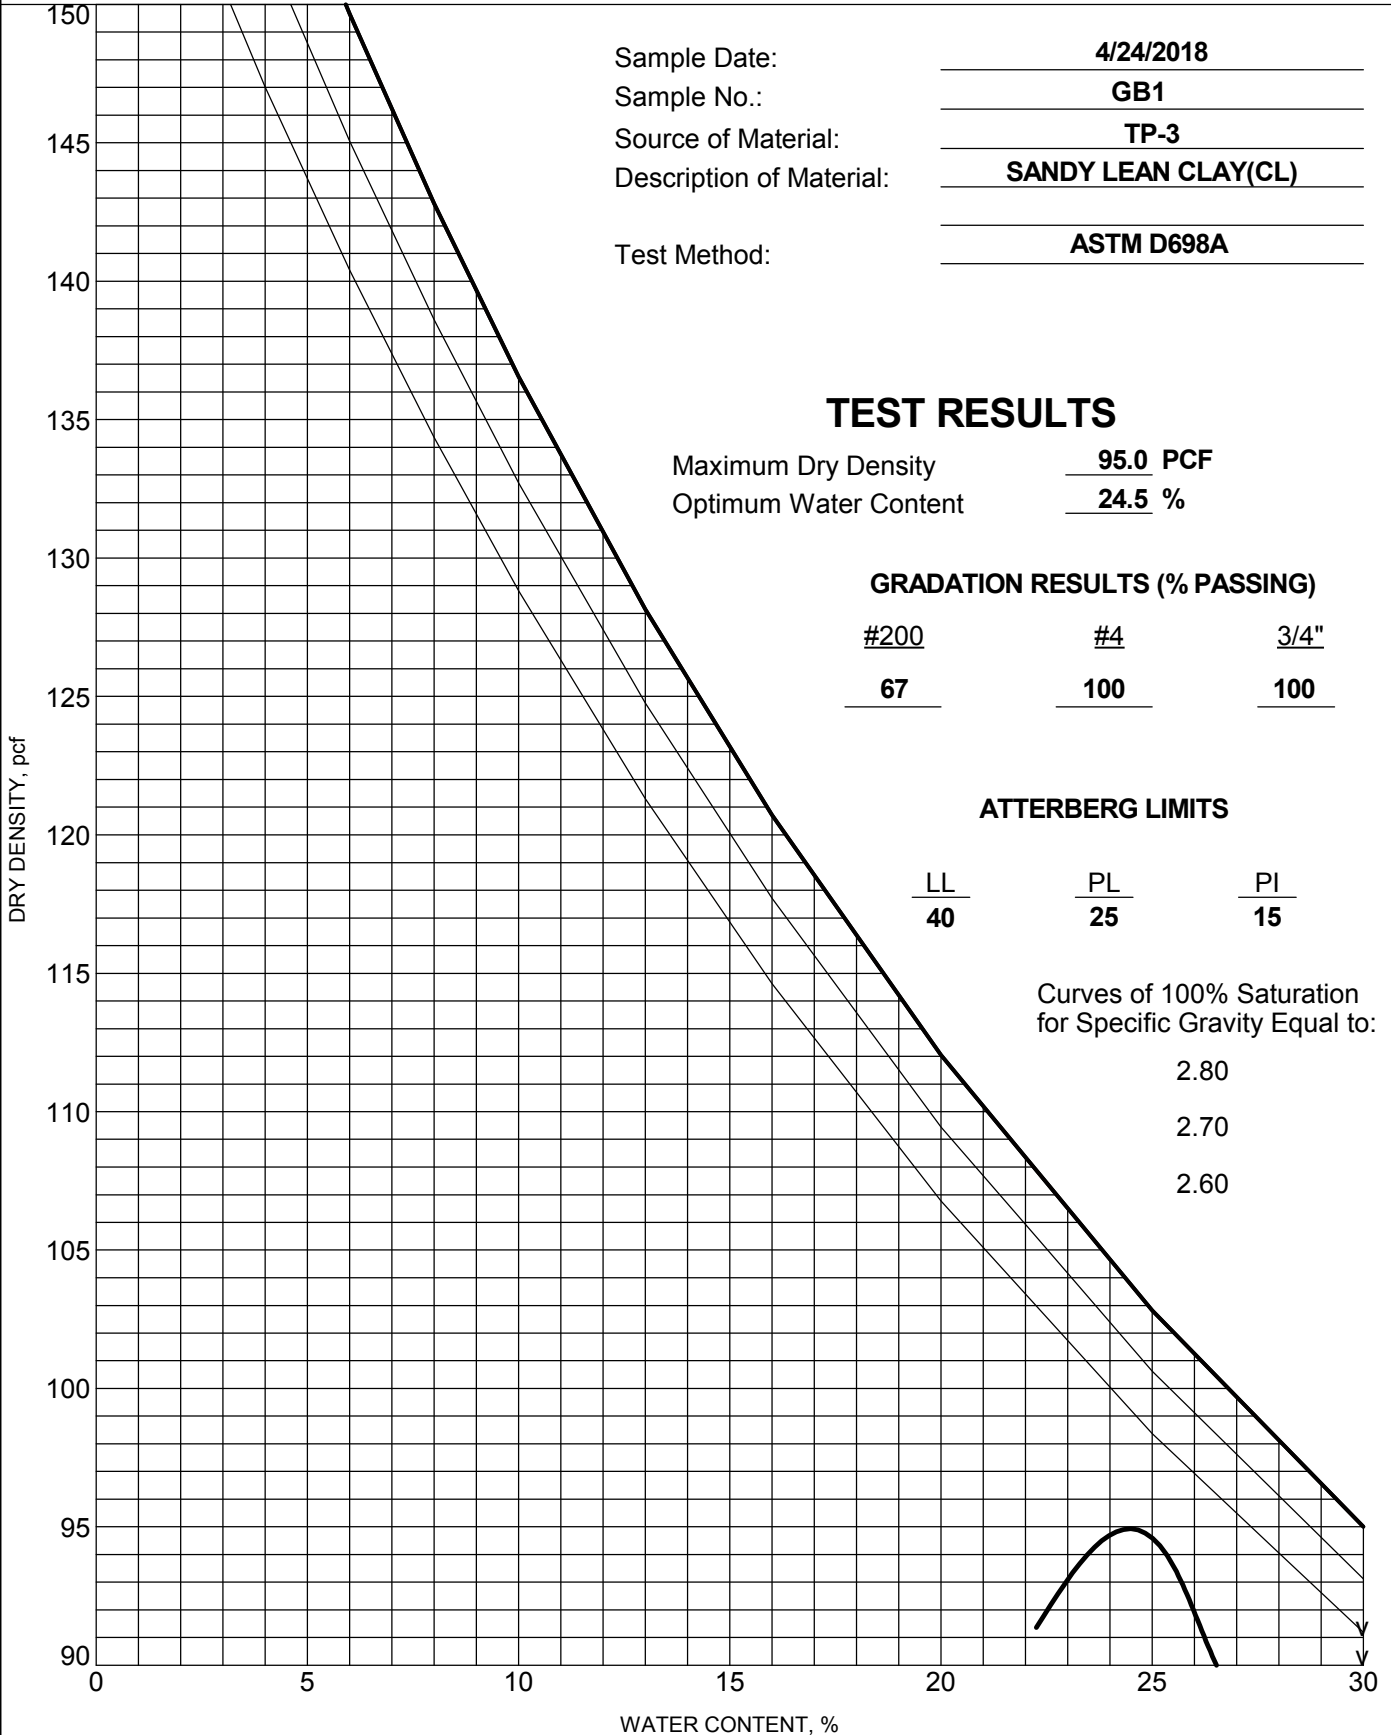 Sample Date: 4/24/2018
Sample No.: GB1
Source of Material: TP-3
Description of Material: SANDY LEAN CLAY(CL)
Test Method: ASTM D698A
TEST RESULTS
Maximum Dry Density 95.0 PCF
Optimum Water Content 24.5 %
GRADATION RESULTS (% PASSING)
#200 #4 3/4"
67 100 100
ATTERBERG LIMITS
LL PL PI
40 25 15
Curves of 100% Saturation
for Specific Gravity Equal to:
2.80
2.70
2.60
DRY DENSITY, pcf
150
145
140
135
130
125
120
115
110
105
100
95
90
0 5 10 15 20 25 30
WATER CONTENT, %